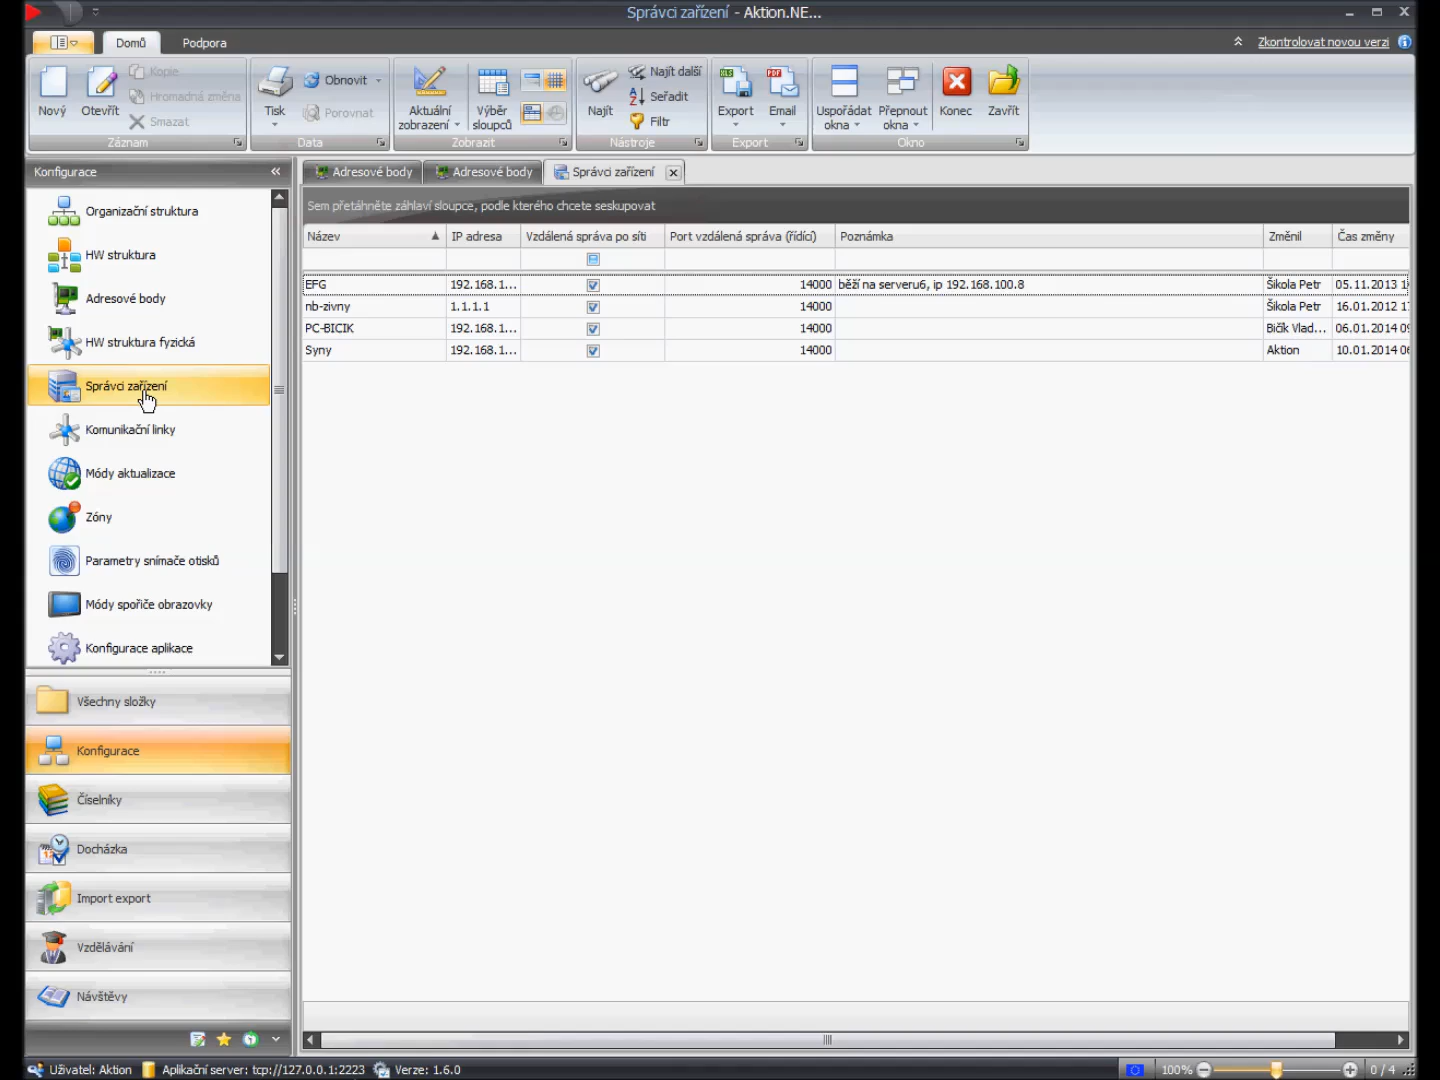 Správci zařízení - Aktion.NE...
Domů
Podpora
Zkontrolovat novou verzi
Nový
Otevřít
Kopie
Hromadná změna
Smazat
Záznam
Tisk
Obnovit
Porovnat
Data
Aktuální
zobrazení
Výběr
sloupců
Zobrazit
Najít
Najít další
Seřadit
Filtr
Nástroje
Export
Email
Export
Uspořádat
okna
Přepnout
okna
Konec
Zavřít
Okno
Konfigurace
Organizační struktura
HW struktura
Adresové body
HW struktura fyzická
Správci zařízení
Komunikační linky
Módy aktualizace
Zóny
Parametry snímače otisků
Módy spořiče obrazovky
Konfigurace aplikace
Všechny složky
Konfigurace
Číselníky
Docházka
Import export
Vzdělávání
Návštěvy
Adresové body
Adresové body
Správci zařízení
Sem přetáhněte záhlaví sloupce, podle kterého chcete seskupovat
Název IP adresa Vzdálená správa po síti Port vzdálená správa (řídící) Poznámka Změnil Čas změny
EFG 192.168.1... 14000 běží na serveru6, ip 192.168.100.8 Škola Petr 05.11.2013
nb-zivny 1.1.1.1 14000 Škola Petr 16.01.2012
PC-BICIK 192.168.1... 14000 Bičík Vlad... 06.01.2014
Syny 192.168.1... 14000 Aktion 10.01.2014
Uživatel: Aktion Aplikační server: tcp://127.0.0.1:2223 Verze: 1.6.0 100% 0 / 4